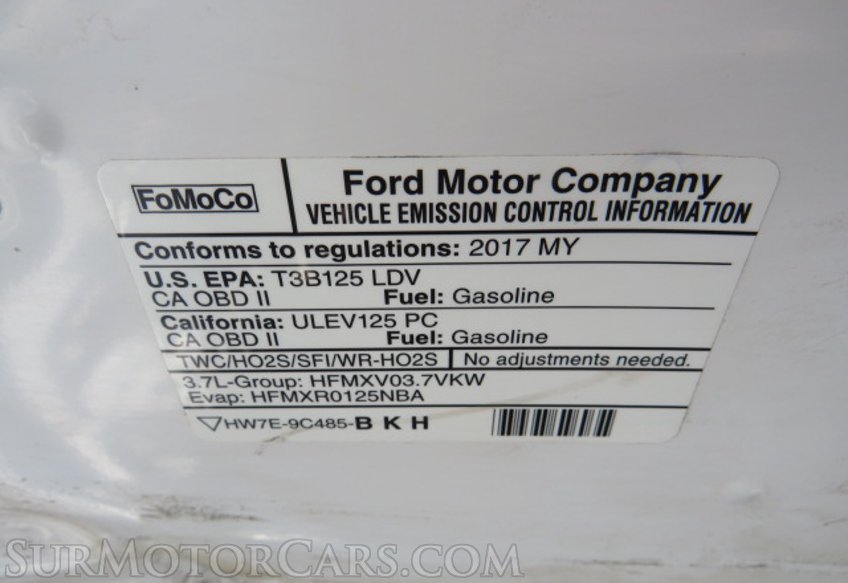 FoMoCo
Ford Motor Company
VEHICLE EMISSION CONTROL INFORMATION
Conforms to regulations: 2017 MY
U.S. EPA: T3B125 LDV
CA OBD II Fuel: Gasoline
California: ULEV125 PC
CA OBD II Fuel: Gasoline
TWC/HO2S/SFI/WR-HO2S No adjustments needed.
3.7L-Group: HFMXV03.7VKW
Evap: HFMXR0125NBA
HW7E-9C485-B K H
SurMotorCars.com